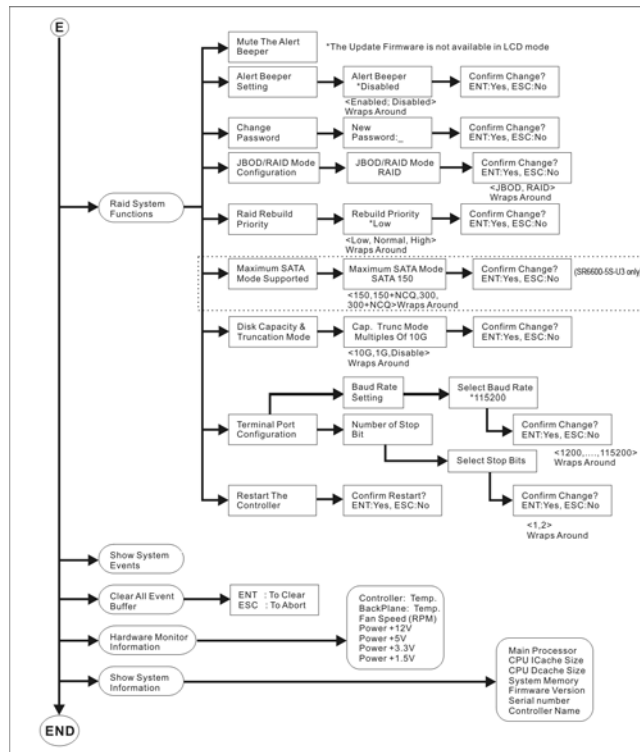 E
Mute The Alert
Beeper
*The Update Firmware is not available in LCD mode
Alert Beeper
Setting
Alert Beeper
*Disabled
Confirm Change?
ENT:Yes, ESC:No
<Enabled; Disabled>
Wraps Around
Change
Password
New
Password:_
Confirm Change?
ENT:Yes, ESC:No
JBOD/RAID Mode
Configuration
JBOD/RAID Mode
RAID
Confirm Change?
ENT:Yes, ESC:No
<JBOD, RAID>
Wraps Around
Raid System
Functions
Raid Rebuild
Priority
Rebuild Priority
*Low
Confirm Change?
ENT:Yes, ESC:No
<Low, Normal, High>
Wraps Around
Maximum SATA
Mode Supported
Maximum SATA Mode
SATA 150
Confirm Change?
ENT:Yes, ESC:No
(SR6600-5S-U3 only)
<150,150+NCQ,300,
300+NCQ>Wraps Around
Disk Capacity &
Truncation Mode
Cap. Trunc Mode
Multiples Of 10G
Confirm Change?
ENT:Yes, ESC:No
<10G,1G,Disable>
Wraps Around
Baud Rate
Setting
Select Baud Rate
*115200
Terminal Port
Configuration
Number of Stop
Bit
Confirm Change?
ENT:Yes, ESC:No
<1200,....,115200>
Wraps Around
Select Stop Bits
Restart The
Controller
Confirm Restart?
ENT:Yes, ESC:No
Confirm Change?
ENT:Yes, ESC:No
<1,2>
Wraps Around
Show System
Events
Clear All Event
Buffer
ENT : To Clear
ESC : To Abort
Hardware Monitor
Information
Controller: Temp.
BackPlane: Temp.
Fan Speed (RPM)
Power +12V
Power +5V
Power +3.3V
Power +1.5V
Show System
Information
Main Processor
CPU ICache Size
CPU Dcache Size
System Memory
Firmware Version
Serial number
Controller Name
END